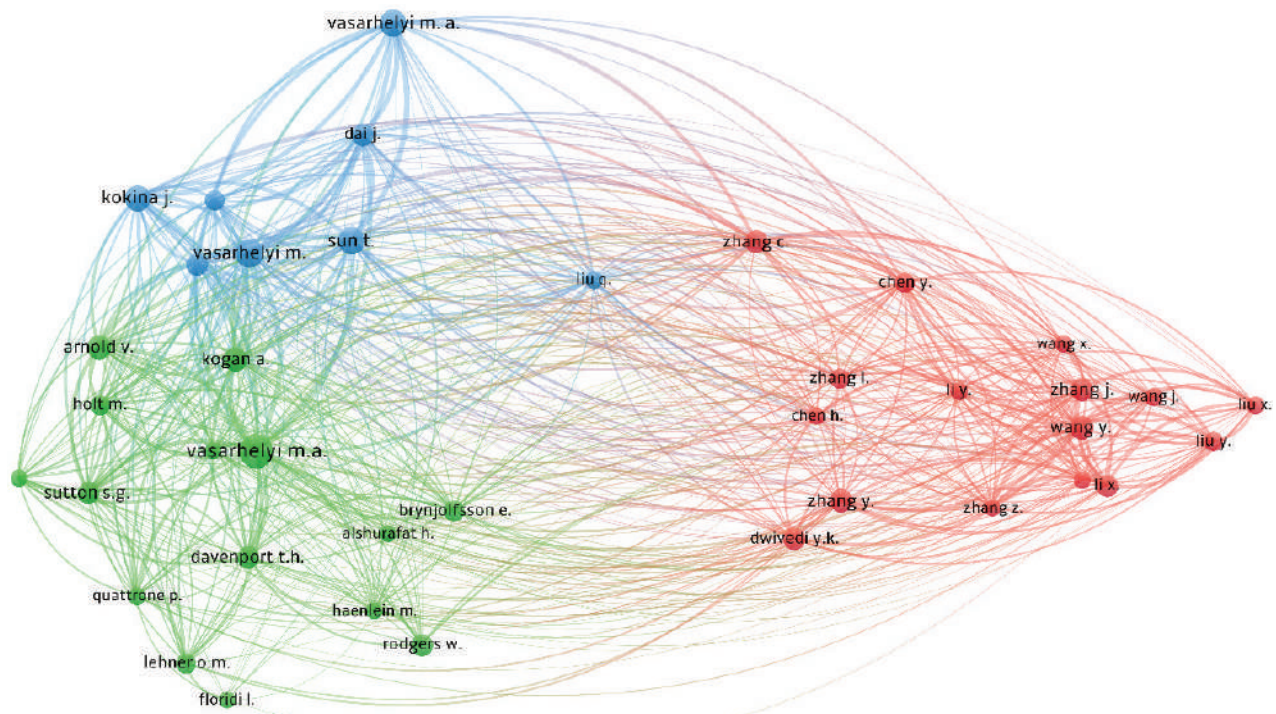 vasarhelyi m. a.
dai j.
kokina j.
vasarhelyi m.
sun t.
zhang c.
liu q.
chen y.
arnold v.
kogan a.
wang x.
holt m.
zhang l.
li y.
zhang j.
wang j.
chen h.
liu x.
wang y.
liu y.
vasarhelyi m.a.
sutton s.g.
li x.
brynjolfsson e.
zhang y.
zhang z.
alshurafat h.
dwivedi y.k.
davenport t.h.
quattrone p.
haenlein m.
rodgers w.
lehner o.m.
floridi l.